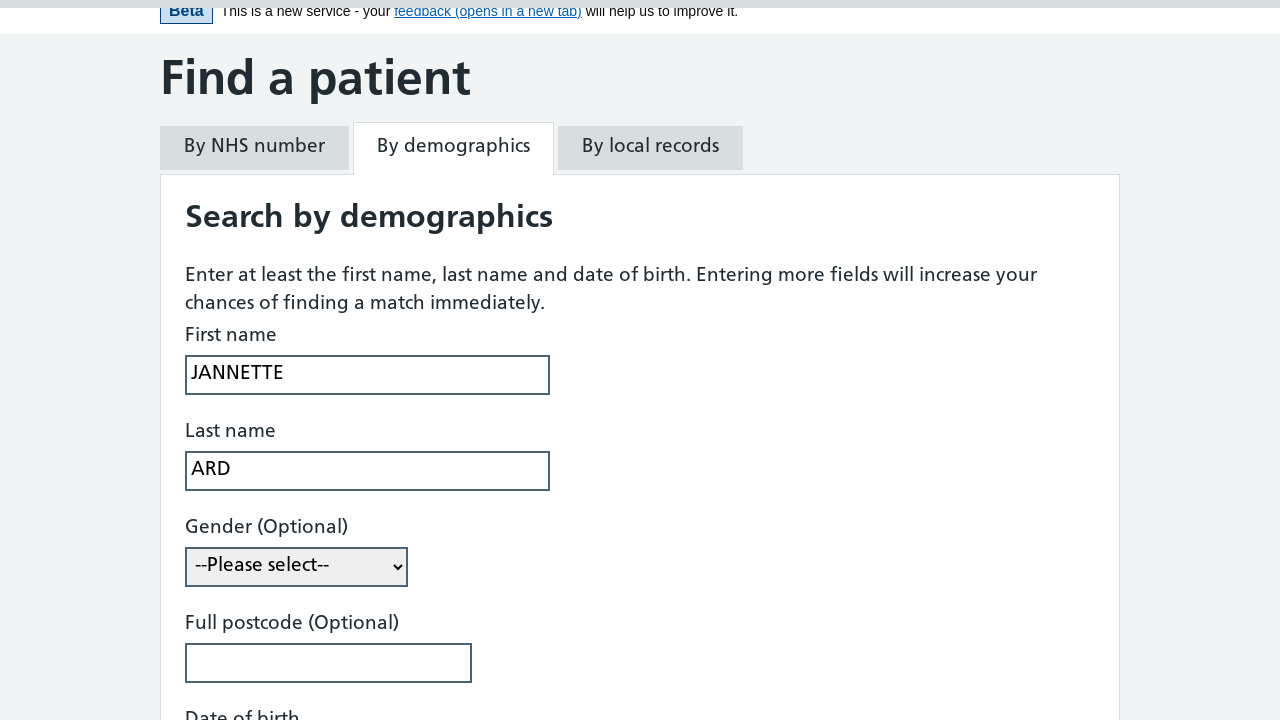 Beta This is a new service - your feedback (opens in a new tab) will help us to improve it.
Find a patient
By NHS number By demographics By local records
Search by demographics
Enter at least the first name, last name and date of birth. Entering more fields will increase your
chances of finding a match immediately.
First name
JANNETTE
Last name
ARD
Gender (Optional)
--Please select--
Full postcode (Optional)
Date of birth